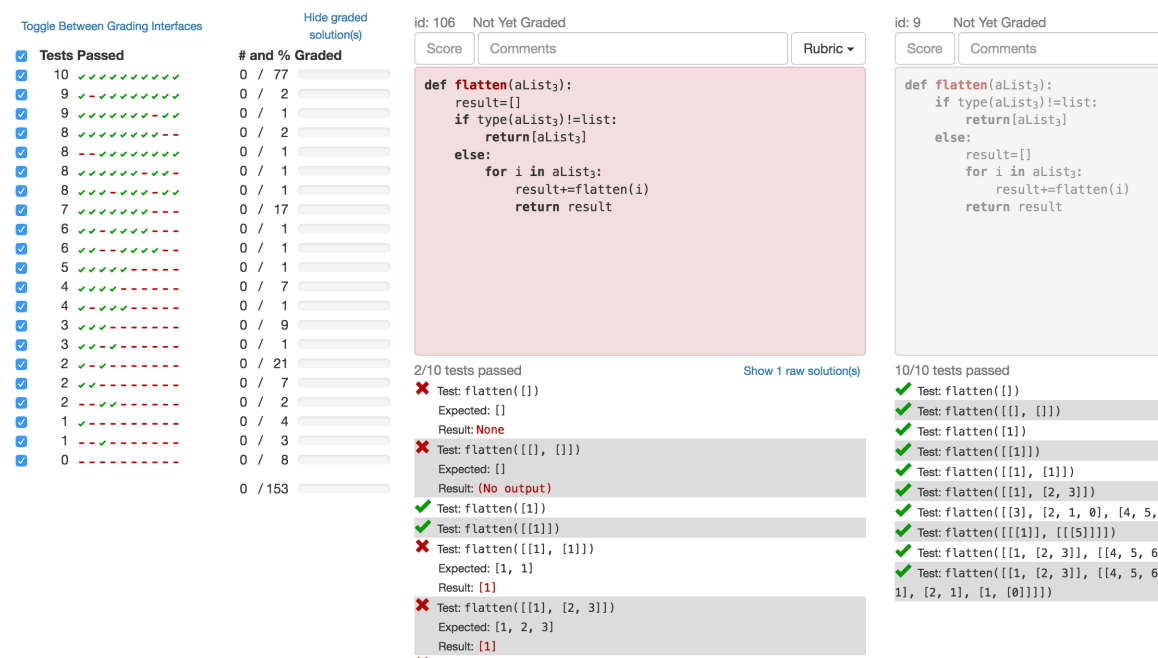 Toggle Between Grading Interfaces
Hide graded
solution(s)
Tests Passed
# and % Graded
10 ✓✓✓✓✓✓✓✓✓✓ 0 / 77
9 ✓-✓✓✓✓✓✓✓✓ 0 / 2
9 ✓✓✓✓✓✓✓-✓✓ 0 / 1
8 ✓✓✓✓✓✓✓✓-- 0 / 2
8 --✓✓✓✓✓✓✓✓ 0 / 1
8 ✓✓✓✓✓✓-✓✓- 0 / 1
8 ✓✓✓-✓✓✓-✓✓ 0 / 1
7 ✓✓✓✓✓✓✓--- 0 / 17
6 ✓✓-✓✓✓✓--- 0 / 1
6 ✓✓--✓✓✓✓-- 0 / 1
5 ✓✓✓✓✓----- 0 / 1
4 ✓✓✓✓------ 0 / 7
4 ✓-✓✓✓----- 0 / 1
3 ✓✓✓------- 0 / 9
3 ✓✓-✓------ 0 / 1
2 ✓-✓------- 0 / 21
2 ✓✓-------- 0 / 7
2 --✓✓------ 0 / 2
1 ✓--------- 0 / 4
1 --✓------- 0 / 3
0 ---------- 0 / 8
0 / 153
id: 106 Not Yet Graded
Score Comments Rubric
def flatten(aList₃):
result=[]
if type(aList₃)!=list:
return[aList₃]
else:
for i in aList₃:
result+=flatten(i)
return result
2/10 tests passed Show 1 raw solution(s)
Test: flatten([])
Expected: []
Result: None
Test: flatten([[], []])
Expected: []
Result: (No output)
Test: flatten([1])
Test: flatten([[1]])
Test: flatten([[1], [1]])
Expected: [1, 1]
Result: [1]
Test: flatten([[1], [2, 3]])
Expected: [1, 2, 3]
Result: [1]
id: 9 Not Yet Graded
Score Comments
def flatten(aList₃):
if type(aList₃)!=list:
return[aList₃]
else:
result=[]
for i in aList₃:
result+=flatten(i)
return result
10/10 tests passed
Test: flatten([])
Test: flatten([[], []])
Test: flatten([1])
Test: flatten([[1]])
Test: flatten([[1], [1]])
Test: flatten([[1], [2, 3]])
Test: flatten([[3], [2, 1, 0], [4, 5,
Test: flatten([[[1]], [[[5]]]])
Test: flatten([[1, [2, 3]], [[4, 5, 6
Test: flatten([[1, [2, 3]], [[4, 5, 6
1], [2, 1], [1, [0]]]])